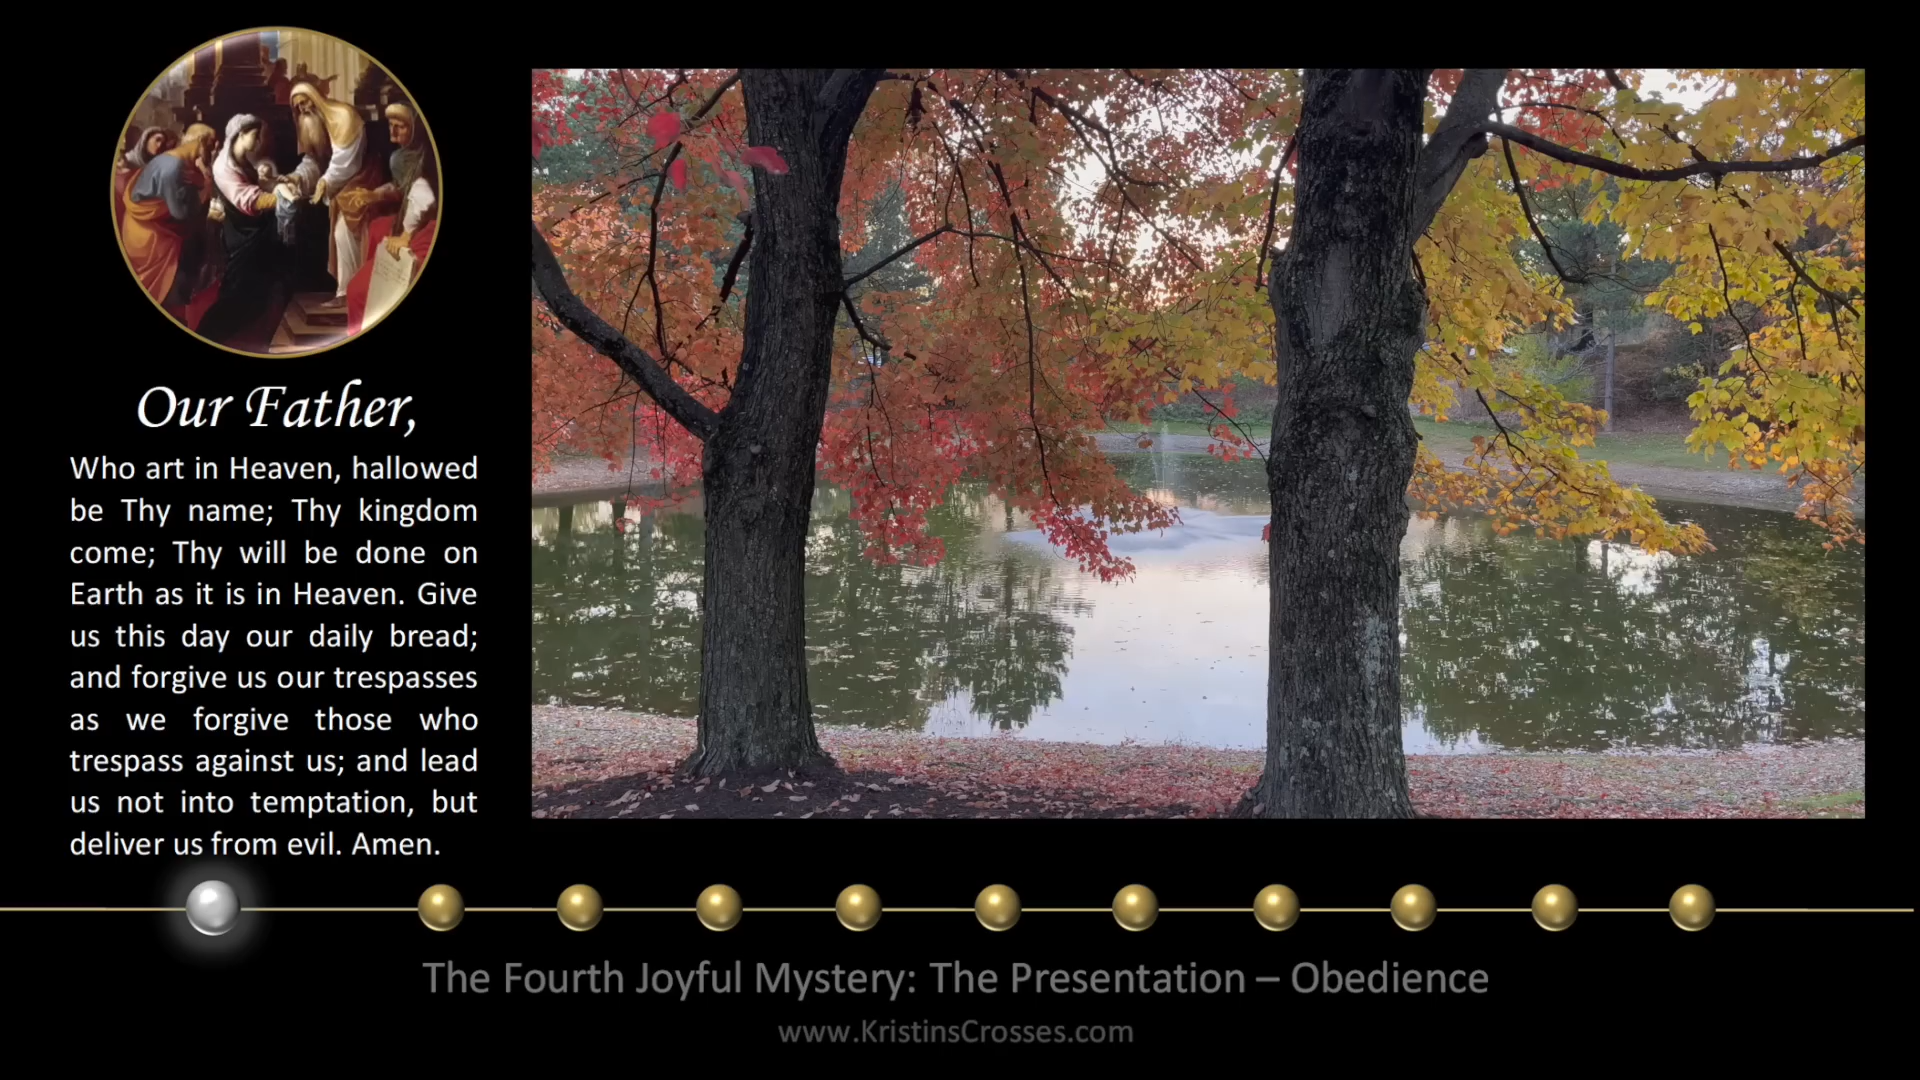 Our Father,
Who art in Heaven, hallowed
be Thy name; Thy kingdom
come; Thy will be done on
Earth as it is in Heaven. Give
us this day our daily bread;
and forgive us our trespasses
as we forgive those who
trespass against us; and lead
us not into temptation, but
deliver us from evil. Amen.
The Fourth Joyful Mystery: The Presentation – Obedience
www.KristinsCrosses.com